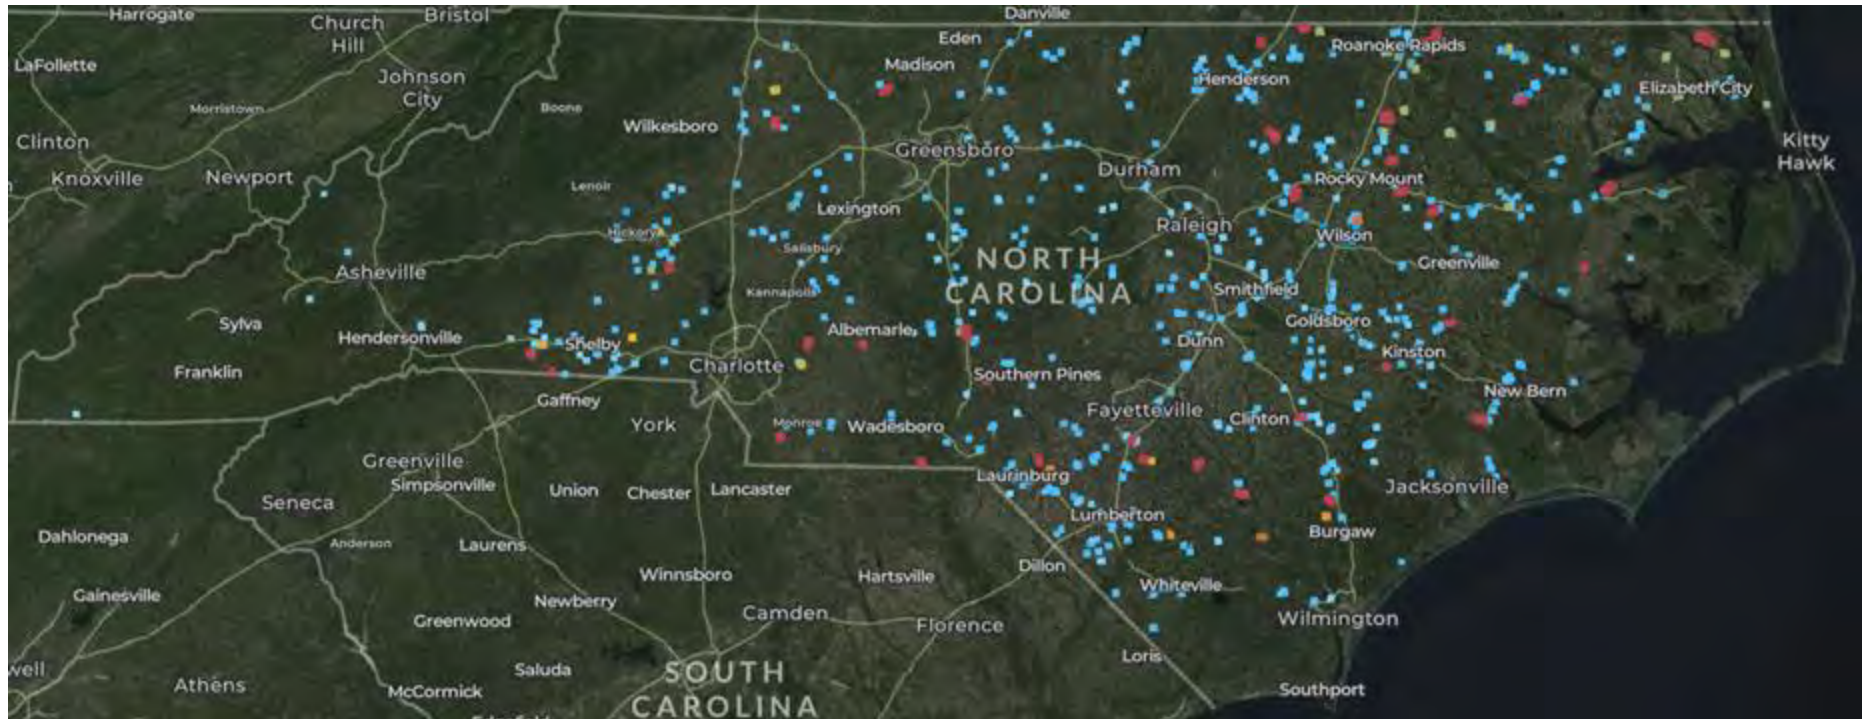 Harrogate
Church
Hill
Bristol
Danville
LaFollette
Johnson
City
Eden
Madison
Roanoke Rapids
Henderson
Elizabeth City
Morristown
Boone
Wilkesboro
Clinton
Knoxville
Newport
Lenoir
Greensboro
Durham
Rocky Mount
Kitty
Hawk
Lexington
Raleigh
Hickory
Salisbury
Wilson
Greenville
NORTH
CAROLINA
Asheville
Kannapolis
Smithfield
Sylva
Hendersonville
Shelby
Albemarle
Goldsboro
Dunn
Kinston
Franklin
Charlotte
Southern Pines
New Bern
Gaffney
York
Monroe
Wadesboro
Fayetteville
Clinton
Greenville
Simpsonville
Seneca
Union
Chester
Lancaster
Laurinburg
Lumberton
Jacksonville
Burgaw
Dahlonega
Anderson
Laurens
Winnsboro
Hartsville
Dillon
Whiteville
Gainesville
Newberry
Greenwood
Camden
Florence
Wilmington
well
Athens
Saluda
McCormick
SOUTH
CAROLINA
Loris
Southport